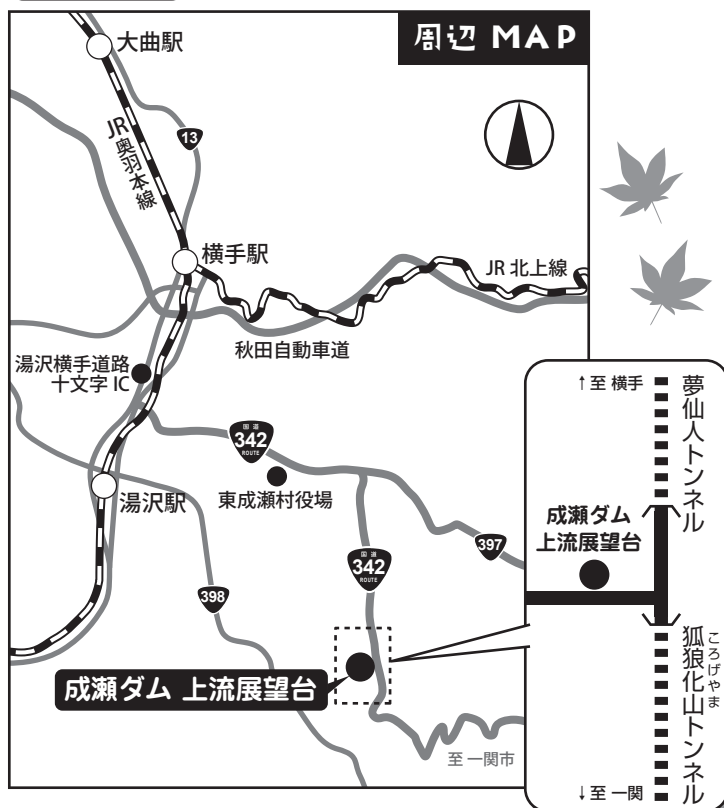 周辺 MAP
大曲駅
JR奥羽本線
13
横手駅
JR 北上線
秋田自動車道
湯沢横手道路
十文字 IC
国道
342
ROUTE
東成瀬村役場
湯沢駅
国道
342
ROUTE
397
398
成瀬ダム 上流展望台
至 一関市
↑至 横手
夢仙人トンネル
成瀬ダム
上流展望台
狐狼化山トンネル
ころげやま
↓至 一関